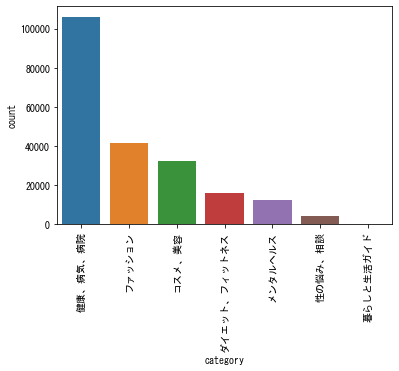 100000
80000
60000
40000
20000
0
count
健康、病気、病院
ファッション
コスメ、美容
ダイエット、フィットネス
メンタルヘルス
性の悩み、相談
暮らしと生活ガイド
category